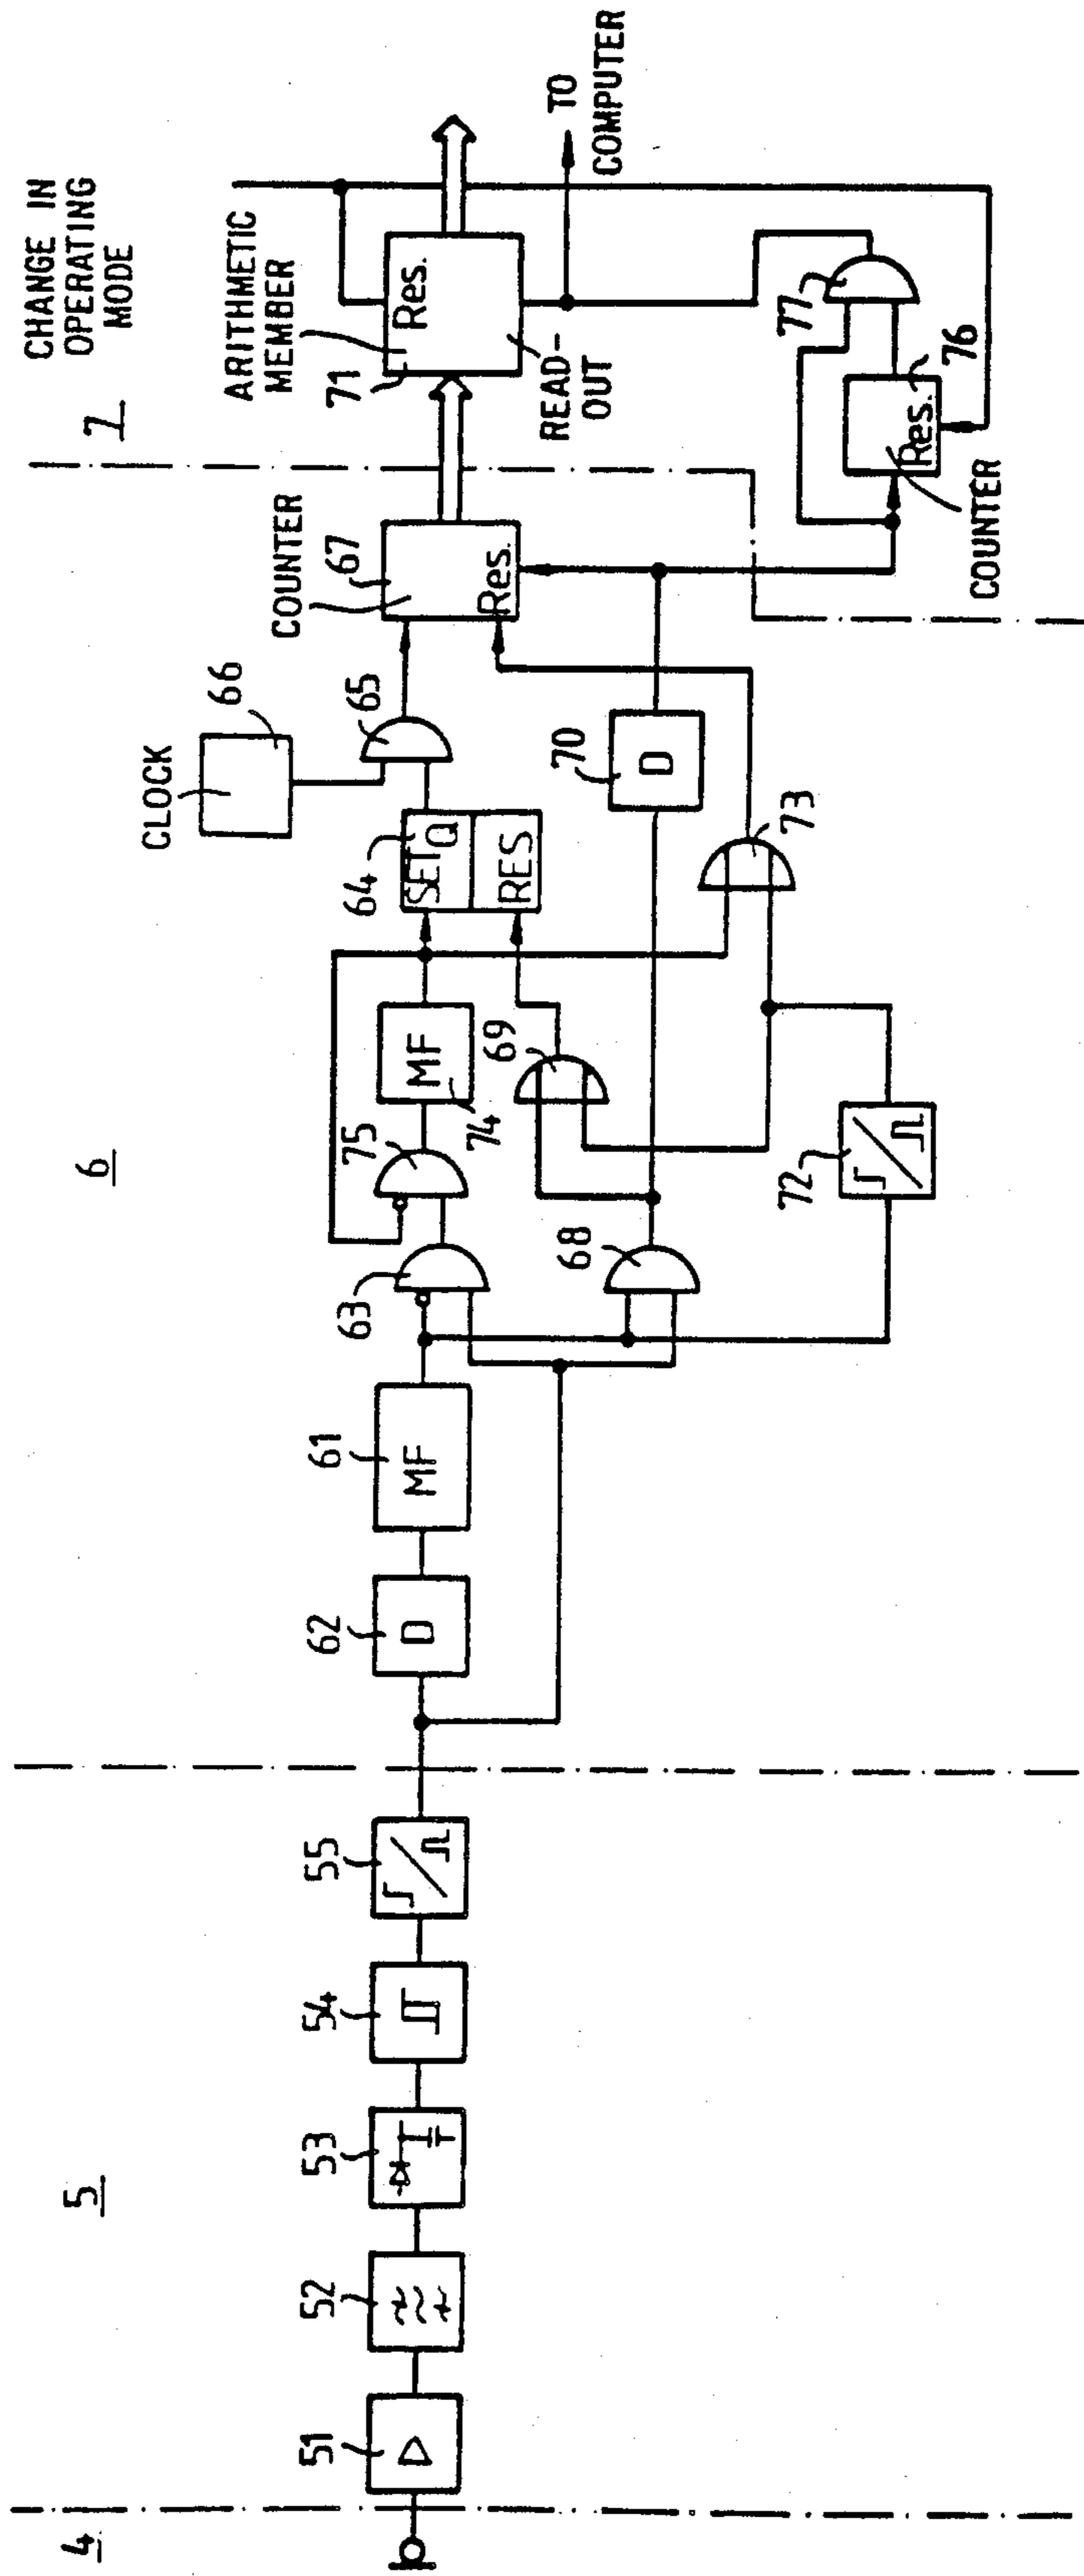 4
5
6
7
CHANGE IN
OPERATING
MODE
51
52
53
54
55
62
D
61
MF
63
75
MF
74
64
SET
Q
RES
CLOCK
66
65
COUNTER
67
Res.
ARITHMETIC
MEMBER
71
Res.
READ-
OUT
TO
COMPUTER
68
69
70
D
72
73
77
76
Res.
COUNTER